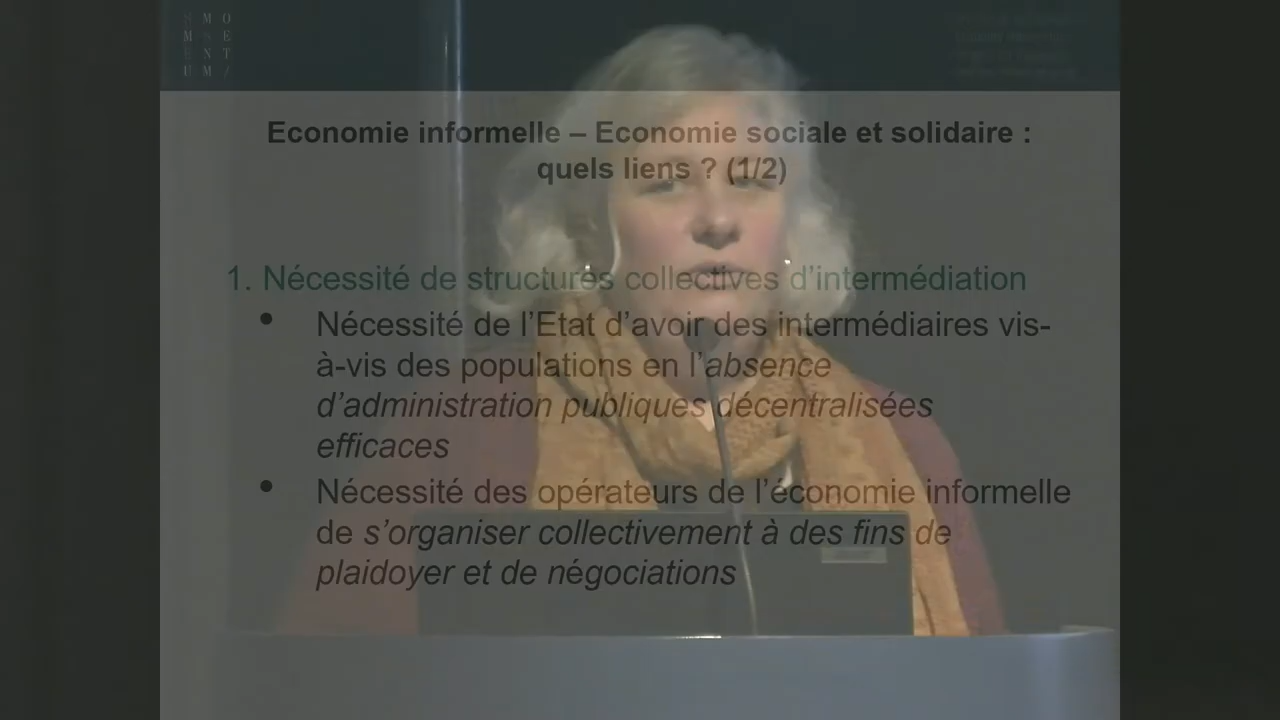 S M O
M S E
E N T
U M /
Economie informelle – Economie sociale et solidaire :
quels liens ? (1/2)
1. Nécessité de structures collectives d’intermédiation
• Nécessité de l’Etat d’avoir des intermédiaires vis-
à-vis des populations en l’absence
d’administration publiques décentralisées
efficaces
• Nécessité des opérateurs de l’économie informelle
de s’organiser collectivement à des fins de
plaidoyer et de négociations